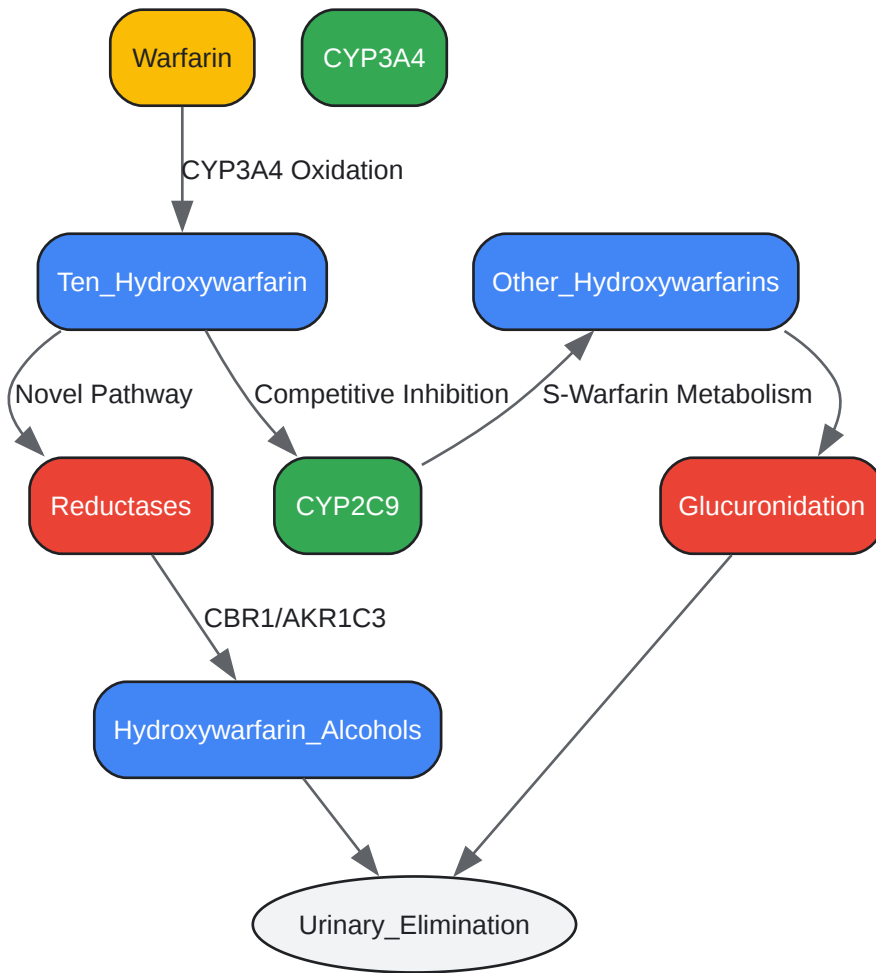 Warfarin
CYP3A4
CYP3A4 Oxidation
Ten_Hydroxywarfarin
Other_Hydroxywarfarins
Novel Pathway
Competitive Inhibition
S-Warfarin Metabolism
Reductases
CYP2C9
Glucuronidation
CBR1/AKR1C3
Hydroxywarfarin_Alcohols
Urinary_Elimination